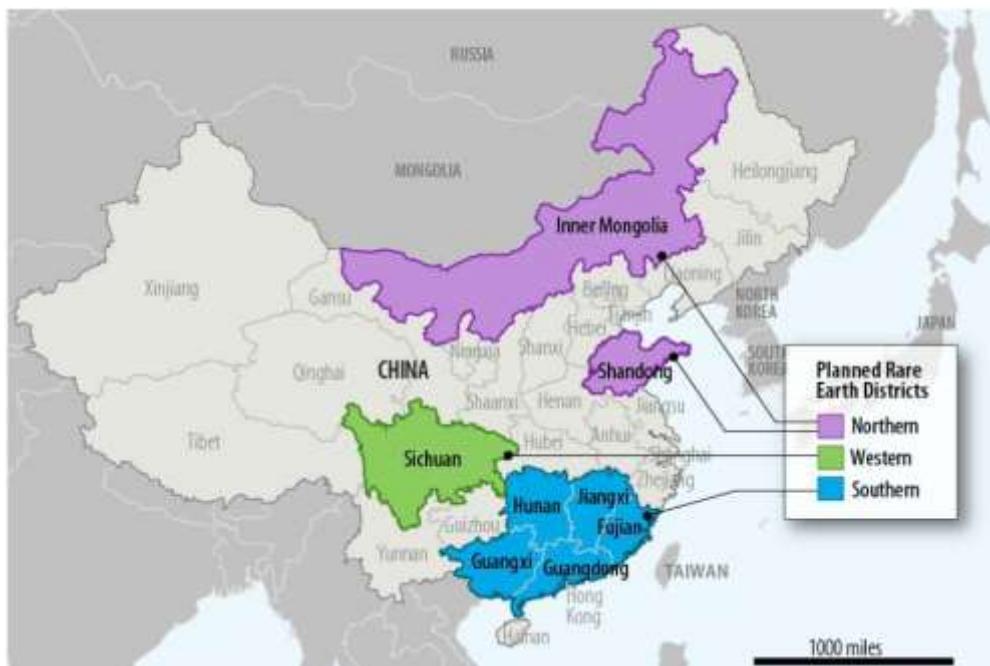 RUSSIA
MONGOLIA
Heilongjiang
Inner Mongolia
Jilin
Xinjiang
Gansu
Beijing
Liaoning
Tianjin
NORTH
KOREA
JAPAN
Hebei
Ningxia
Shanxi
Shandong
SOUTH
KOREA
Qinghai
CHINA
Shaanxi
Henan
Jiangsu
Tibet
Sichuan
Hubei
Anhui
Shanghai
Zhejiang
Hunan
Jiangxi
Fujian
Guizhou
Yunnan
Guangxi
Guangdong
TAIWAN
Hong
Kong
Hainan
Planned Rare
Earth Districts
Northern
Western
Southern
1000 miles